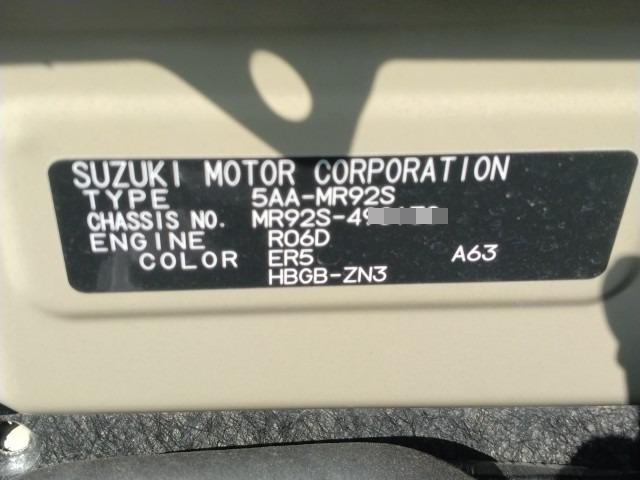 SUZUKI MOTOR CORPORATION
TYPE 5AA-MR92S
CHASSIS NO. MR92S-49
ENGINE R06D
COLOR ER5 A63
HBGB-ZN3